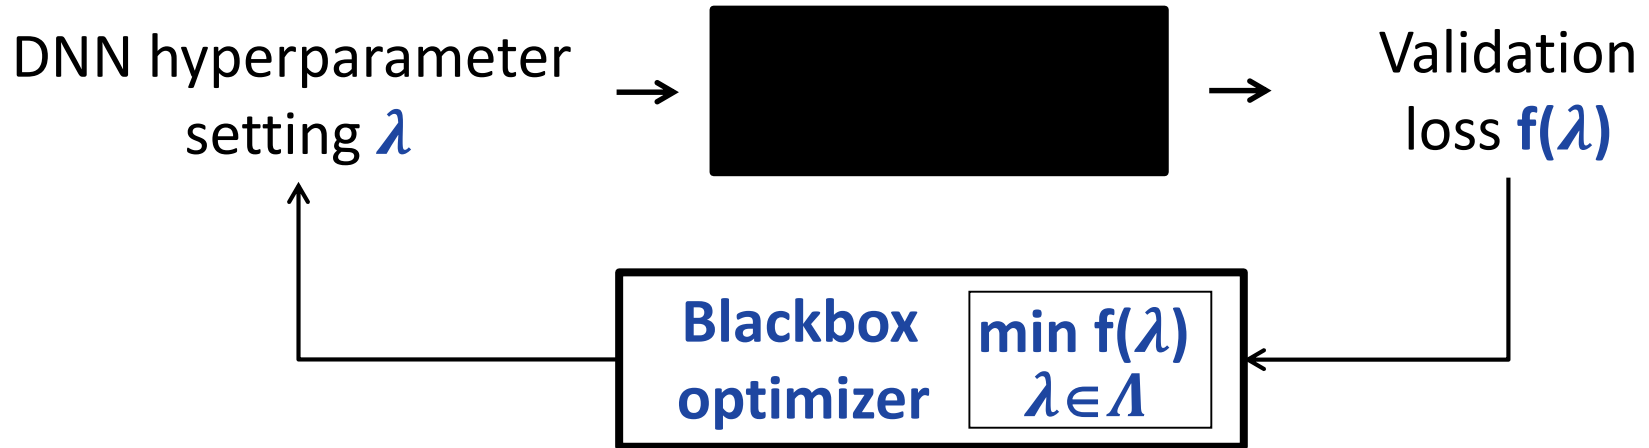 DNN hyperparameter
setting λ
Validation
loss f(λ)
Blackbox
optimizer
min f(λ)
λ∈Λ